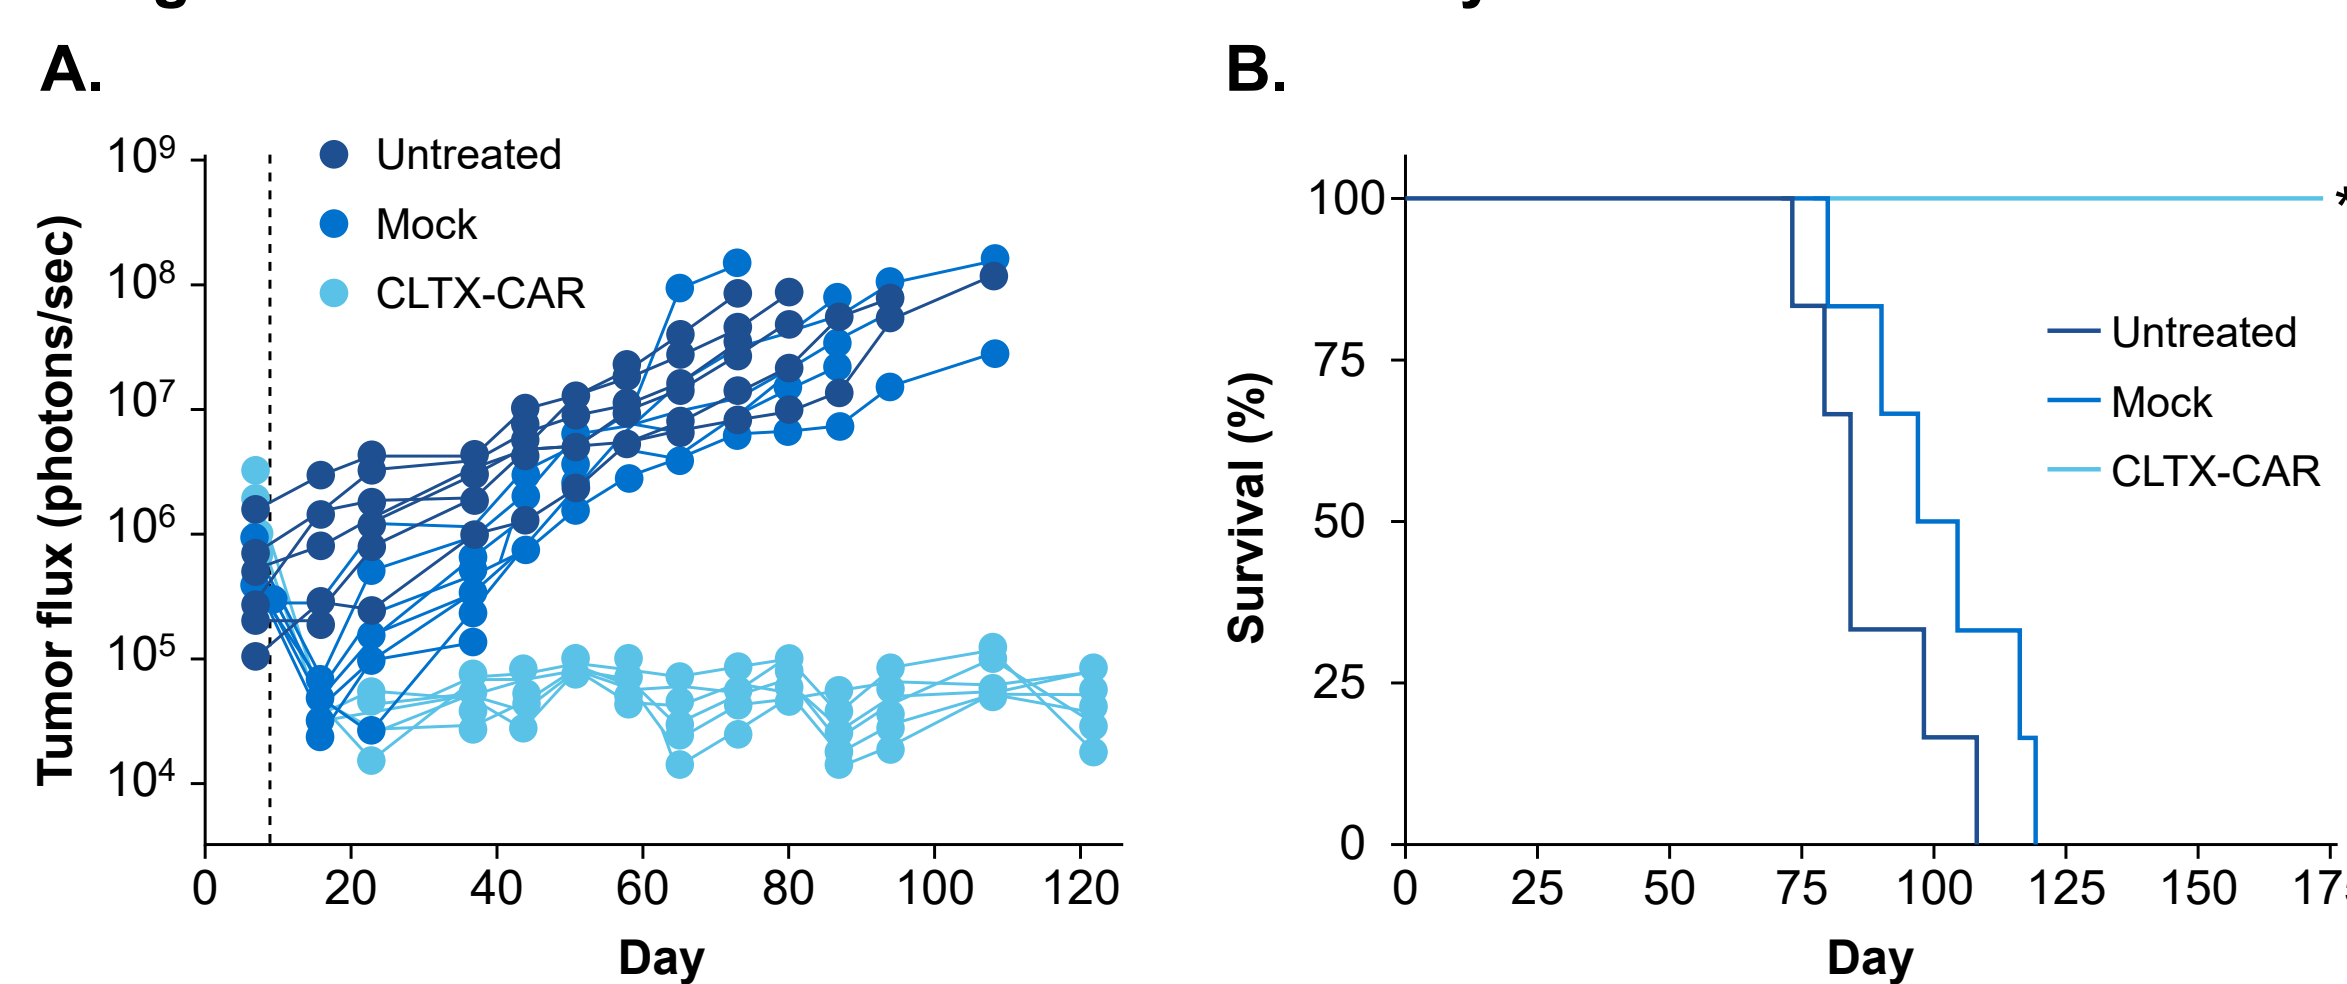 A.
Tumor flux (photons/sec)
10⁹
10⁸
10⁷
10⁶
10⁵
10⁴
Untreated
Mock
CLTX-CAR
0 20 40 60 80 100 120
Day
B.
Survival (%)
100
75
50
25
0
*
Untreated
Mock
CLTX-CAR
0 25 50 75 100 125 150
Day